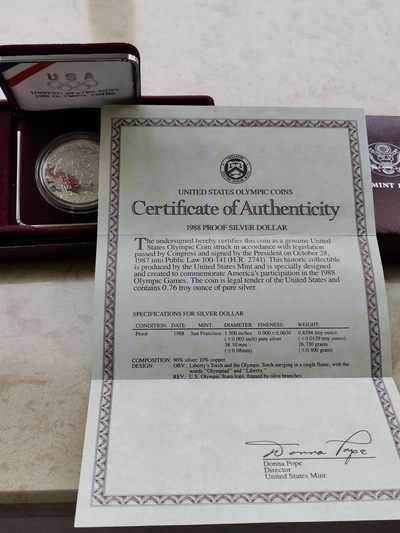 USA
UNITED STATES MINT
1988 OLYMPIC COINS
MINT
UNITED STATES OLYMPIC COINS
Certificate of Authenticity
1988 PROOF SILVER DOLLAR
The undersigned hereby certifies this coin as a genuine United
States Olympic Coin struck in accordance with legislation
passed by Congress and signed by the President on October 28,
1987 into Public Law 100-141 (H.R. 2741). This historic collectible
is produced by the United States Mint and is specially designed
and created to commemorate America's participation in the 1988
Olympic Games. The coin is legal tender of the United States and
contains 0.76 troy ounce of pure silver.
SPECIFICATIONS FOR SILVER DOLLAR
CONDITION: DATE: MINT: DIAMETER: FINENESS: WEIGHT:
Proof 1988 San Francisco 1.500 inches 0.900 ± 0.0030 0.8594 troy ounce
(± 0.003 inch) pure silver (± 0.0129 troy ounce)
38.10 mm 26.730 grams
(± 0.08mm) (± 0.400 gram)
COMPOSITION: 90% silver, 10% copper.
DESIGN: OBV.: Liberty's Torch and the Olympic Torch merging in a single flame, with the
words "Olympiad" and "Liberty."
REV.: U.S. Olympic Team logo, framed by olive branches
Donna Pope
Donna Pope
Director
United States Mint